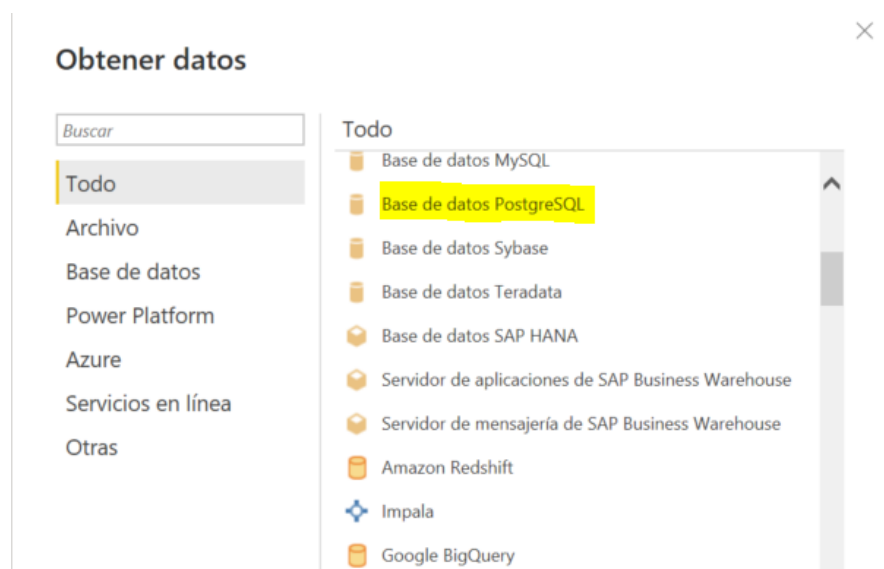 Obtener datos
Buscar
Todo
Archivo
Base de datos
Power Platform
Azure
Servicios en línea
Otras
Todo
Base de datos MySQL
Base de datos PostgreSQL
Base de datos Sybase
Base de datos Teradata
Base de datos SAP HANA
Servidor de aplicaciones de SAP Business Warehouse
Servidor de mensajería de SAP Business Warehouse
Amazon Redshift
Impala
Google BigQuery